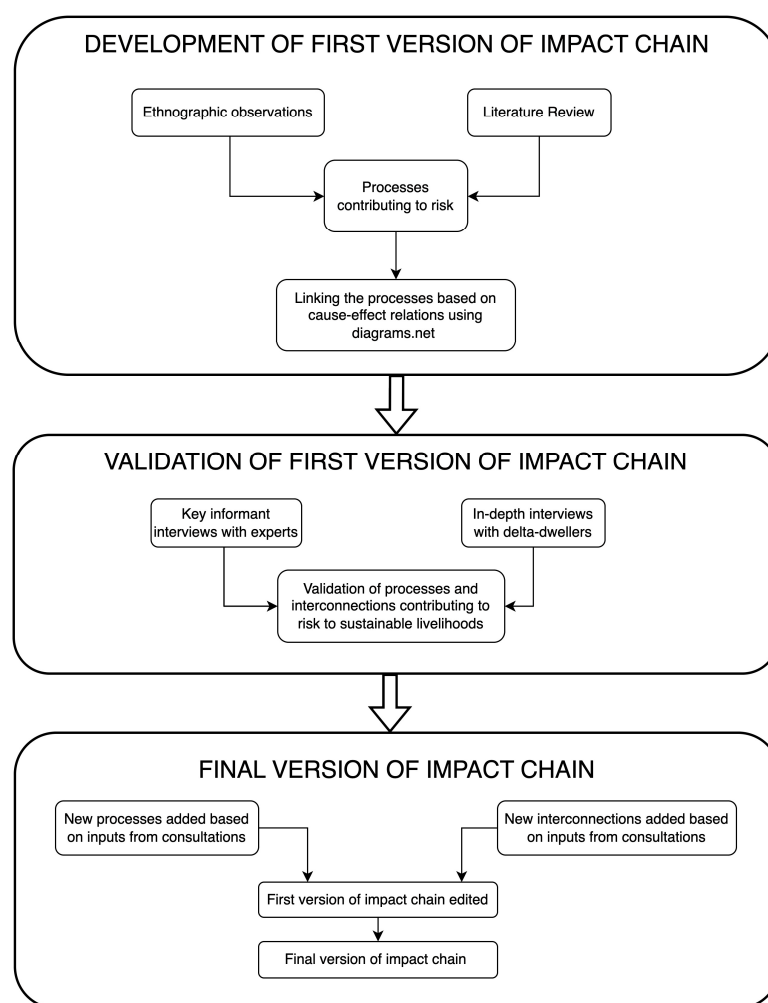 DEVELOPMENT OF FIRST VERSION OF IMPACT CHAIN
Ethnographic observations
Literature Review
Processes
contributing to risk
Linking the processes based on
cause-effect relations using
diagrams.net
VALIDATION OF FIRST VERSION OF IMPACT CHAIN
Key informant
interviews with experts
In-depth interviews
with delta-dwellers
Validation of processes and
interconnections contributing to
risk to sustainable livelihoods
FINAL VERSION OF IMPACT CHAIN
New processes added based
on inputs from consultations
New interconnections added based
on inputs from consultations
First version of impact chain edited
Final version of impact chain